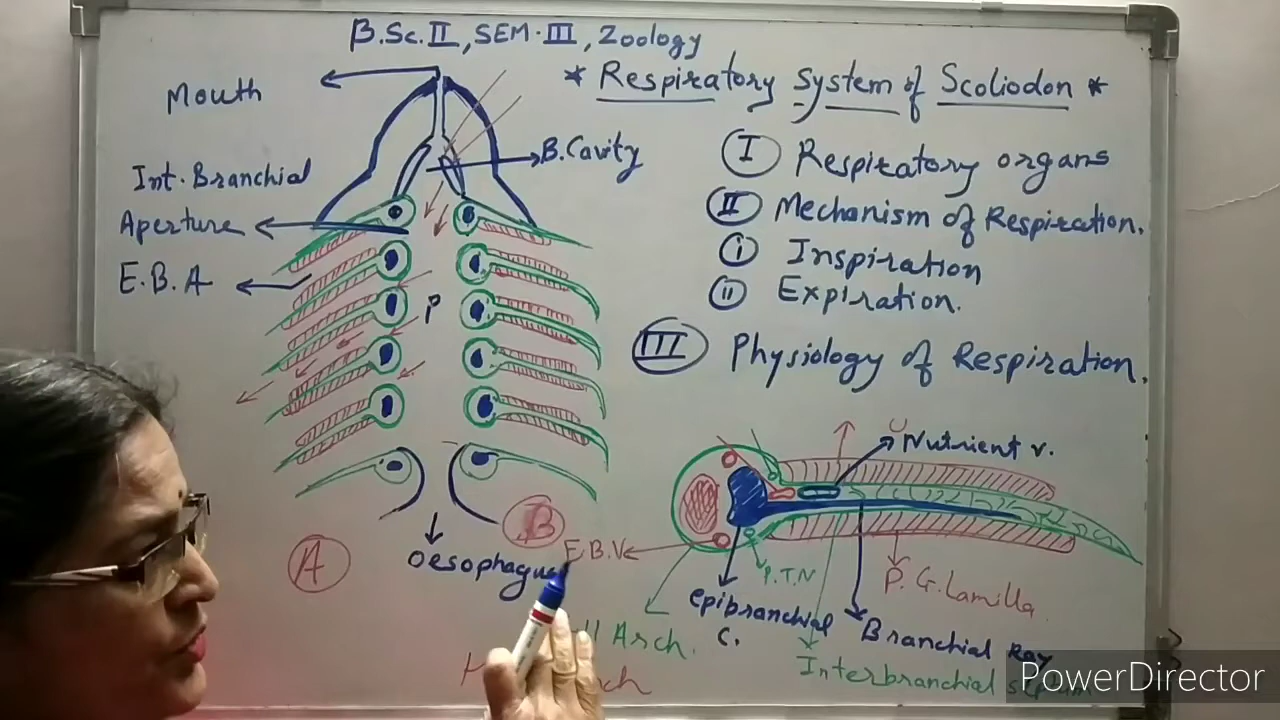 B.Sc.II, SEM.III, Zoology
* Respiratory System of Scoliodon *
Mouth
B.Cavity
Int. Branchial
Aperture
E.B.A
P
Oesophagus
A
B
I Respiratory organs
II Mechanism of Respiration.
i Inspiration
ii Expiration.
III Physiology of Respiration.
Nutrient v.
E.B.V
P.T.N
P. G. Lamilla
epibranchial
C.
Arch.
Branchial Ray
Interbranchial
PowerDirector